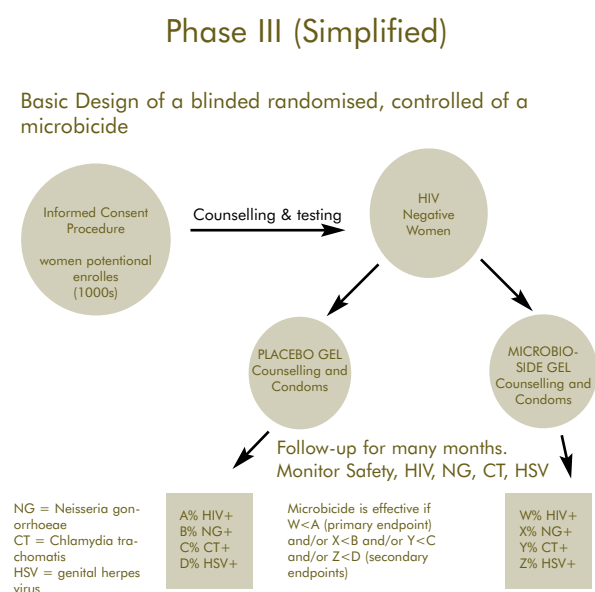 Phase III (Simplified)
Basic Design of a blinded randomised, controlled of a
microbicide
Informed Consent
Procedure
women potentional
enrolles
(1000s)
Counselling & testing
HIV
Negative
Women
PLACEBO GEL
Counselling and
Condoms
MICROBIO-
SIDE GEL
Counselling and
Condoms
Follow-up for many months.
Monitor Safety, HIV, NG, CT, HSV
NG = Neisseria gon-
orrhoeae
CT = Chlamydia tra-
chomatis
HSV = genital herpes
virus
A% HIV+
B% NG+
C% CT+
D% HSV+
Microbicide is effective if
W<A (primary endpoint)
and/or X<B and/or Y<C
and/or Z<D (secondary
endpoints)
W% HIV+
X% NG+
Y% CT+
Z% HSV+